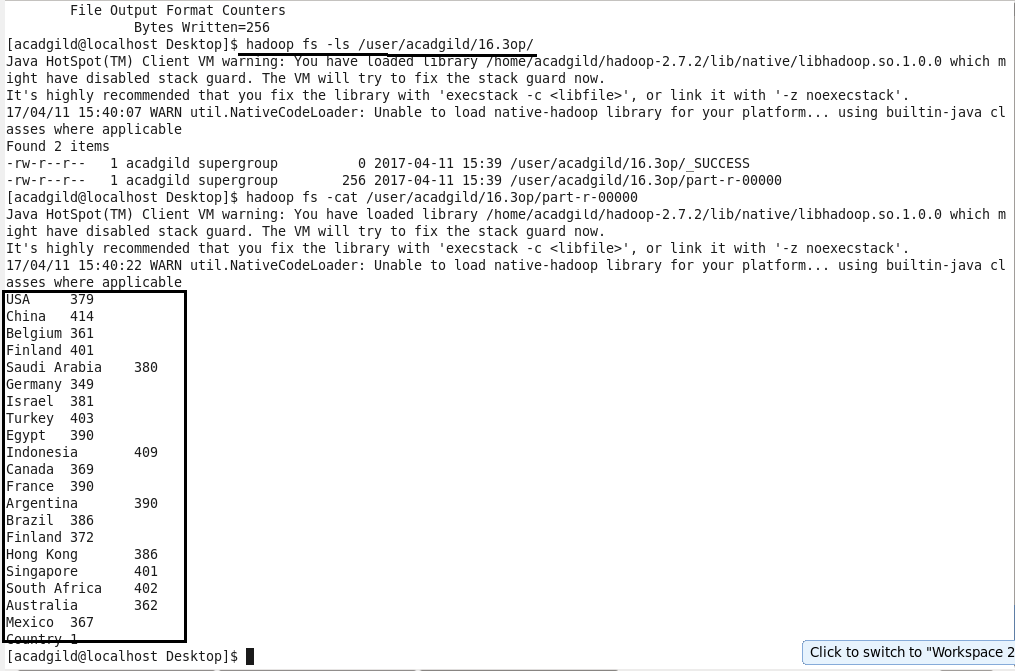 File Output Format Counters
Bytes Written=256
[acadgild@localhost Desktop]$ hadoop fs -ls /user/acadgild/16.3op/
Java HotSpot(TM) Client VM warning: You have loaded library /home/acadgild/hadoop-2.7.2/lib/native/libhadoop.so.1.0.0 which m
ight have disabled stack guard. The VM will try to fix the stack guard now.
It's highly recommended that you fix the library with 'execstack -c <libfile>', or link it with '-z noexecstack'.
17/04/11 15:40:07 WARN util.NativeCodeLoader: Unable to load native-hadoop library for your platform... using builtin-java cl
asses where applicable
Found 2 items
-rw-r--r--   1 acadgild supergroup          0 2017-04-11 15:39 /user/acadgild/16.3op/_SUCCESS
-rw-r--r--   1 acadgild supergroup        256 2017-04-11 15:39 /user/acadgild/16.3op/part-r-00000
[acadgild@localhost Desktop]$ hadoop fs -cat /user/acadgild/16.3op/part-r-00000
Java HotSpot(TM) Client VM warning: You have loaded library /home/acadgild/hadoop-2.7.2/lib/native/libhadoop.so.1.0.0 which m
ight have disabled stack guard. The VM will try to fix the stack guard now.
It's highly recommended that you fix the library with 'execstack -c <libfile>', or link it with '-z noexecstack'.
17/04/11 15:40:22 WARN util.NativeCodeLoader: Unable to load native-hadoop library for your platform... using builtin-java cl
asses where applicable
USA     379
China   414
Belgium 361
Finland 401
Saudi Arabia    380
Germany 349
Israel  381
Turkey  403
Egypt   390
Indonesia       409
Canada  369
France  390
Argentina       390
Brazil  386
Finland 372
Hong Kong       386
Singapore       401
South Africa    402
Australia       362
Mexico  367
Country 1
[acadgild@localhost Desktop]$
Click to switch to "Workspace 2